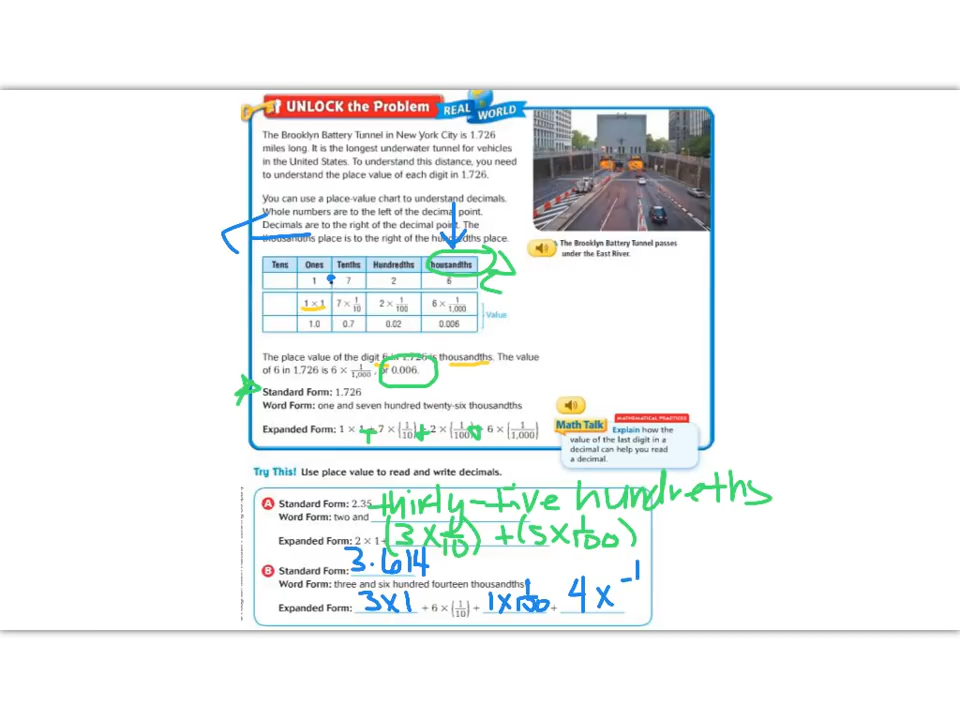 UNLOCK the Problem REAL WORLD
The Brooklyn Battery Tunnel in New York City is 1.726
miles long. It is the longest underwater tunnel for vehicles
in the United States. To understand this distance, you need
to understand the place value of each digit in 1.726.
You can use a place-value chart to understand decimals.
Whole numbers are to the left of the decimal point.
Decimals are to the right of the decimal point. The
thousandths place is to the right of the hundredths place.
The Brooklyn Battery Tunnel passes
under the East River.
Tens Ones Tenths Hundredths Thousandths
1 . 7 2 6
1 × 1 7 × 1/10 2 × 1/100 6 × 1/1,000
1.0 0.7 0.02 0.006
Value
The place value of the digit 6 in 1.726 is thousandths. The value
of 6 in 1.726 is 6 × 1/1,000, or 0.006.
Standard Form: 1.726
Word Form: one and seven hundred twenty-six thousandths
Expanded Form: 1 × 1 + 7 × (1/10) + 2 × (1/100) + 6 × (1/1,000)
Math Talk MATHEMATICAL PRACTICES
Explain how the
value of the last digit in a
decimal can help you read
a decimal.
Try This! Use place value to read and write decimals.
A Standard Form: 2.35
Word Form: two and thirty-five hundreths
Expanded Form: 2 × 1 + (3 x 1/10) + (5 x 1/100)
B Standard Form: 3.614
Word Form: three and six hundred fourteen thousandths
Expanded Form: 3x1 + 6 × (1/10) + 1x 1/100 + 4x